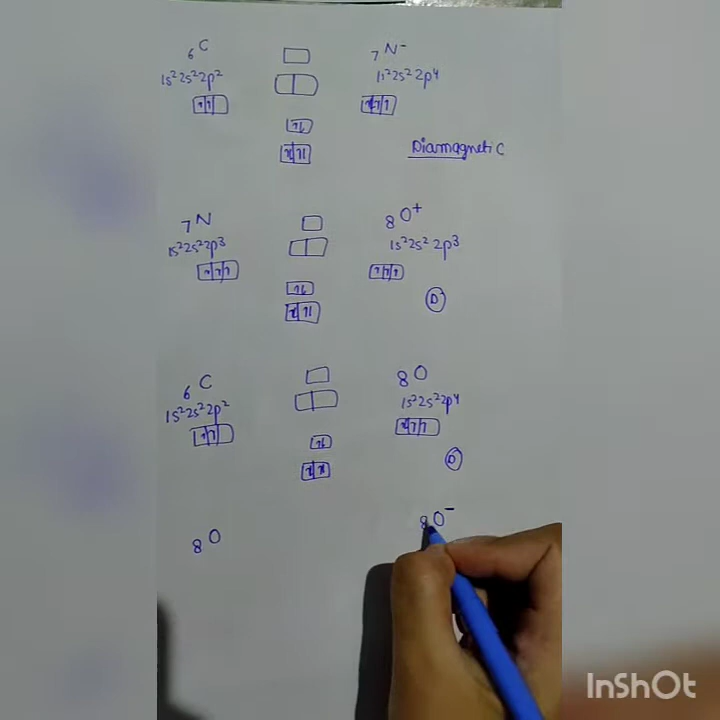 ₆C ₇N⁻
1s²2s²2p² 1s²2s²2p⁴
Diamagnetic
₇N ₈O⁺
1s²2s²2p³ 1s²2s²2p³
D
₆C ₈O
1s²2s²2p² 1s²2s²2p⁴
D
₈O ₈O⁻
InShOt